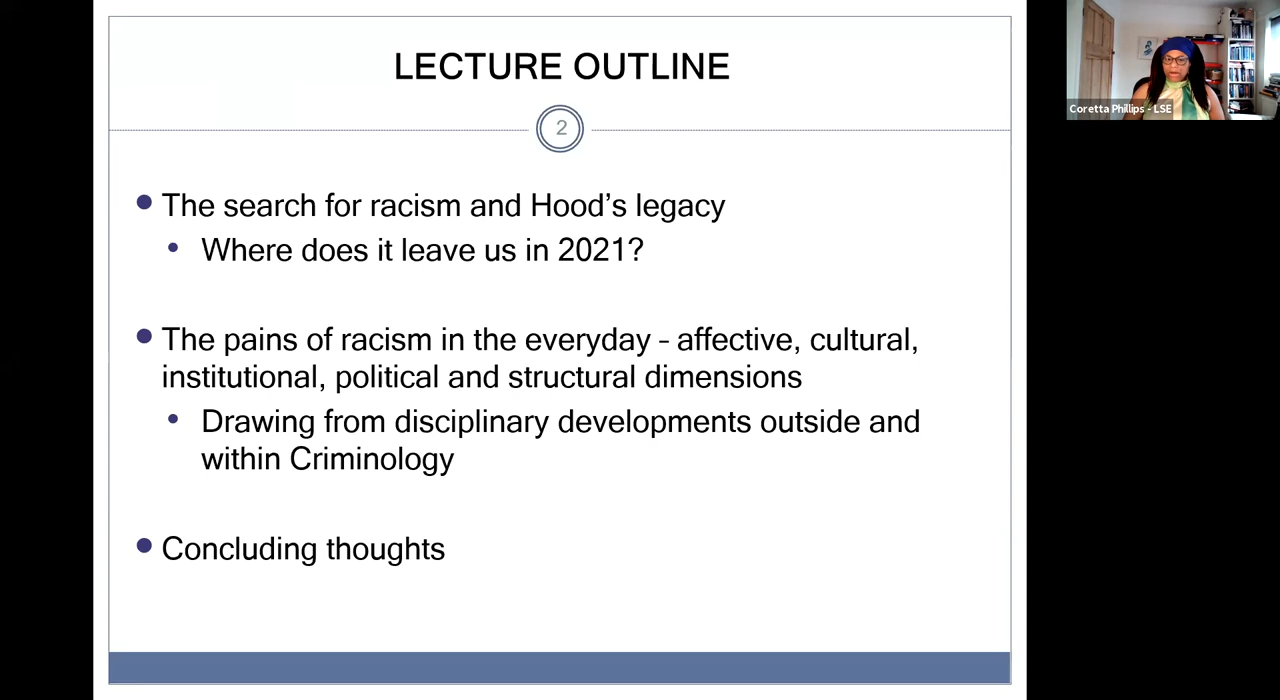 LECTURE OUTLINE
2
The search for racism and Hood's legacy
Where does it leave us in 2021?
The pains of racism in the everyday - affective, cultural,
institutional, political and structural dimensions
Drawing from disciplinary developments outside and
within Criminology
Concluding thoughts
Coretta Phillips - LSE